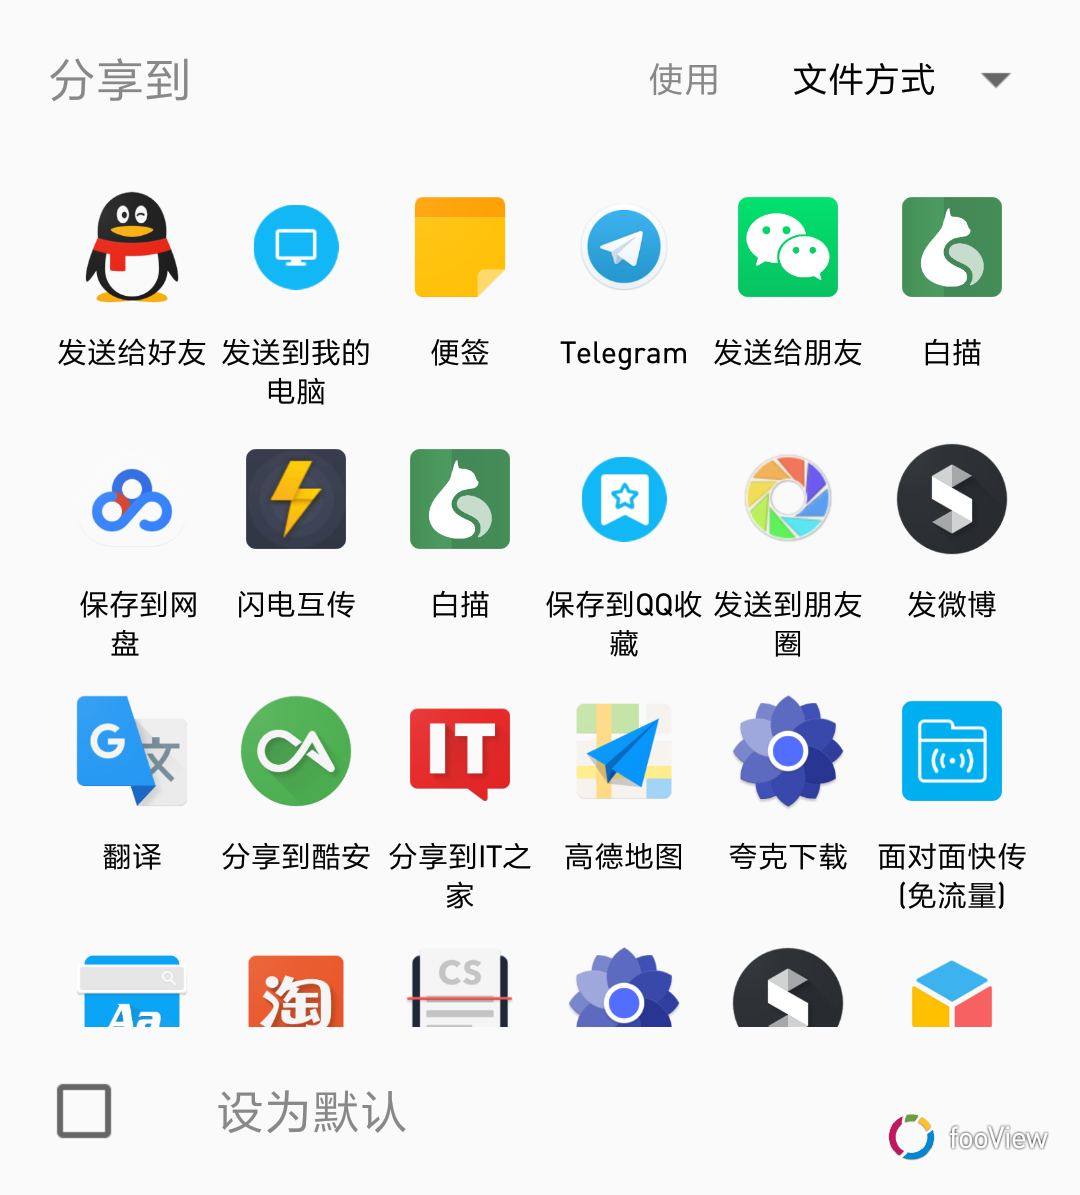 分享到 使用 文件方式
发送给好友 发送到我的 便签 Telegram 发送给朋友 白描
电脑
保存到网 闪电互传 白描 保存到QQ收 发送到朋友 发微博
盘 藏 圈
G 文 IT
翻译 分享到酷安 分享到IT之 高德地图 夸克下载 面对面快传
家 (免流量)
Aa 淘 CS
设为默认
fooView